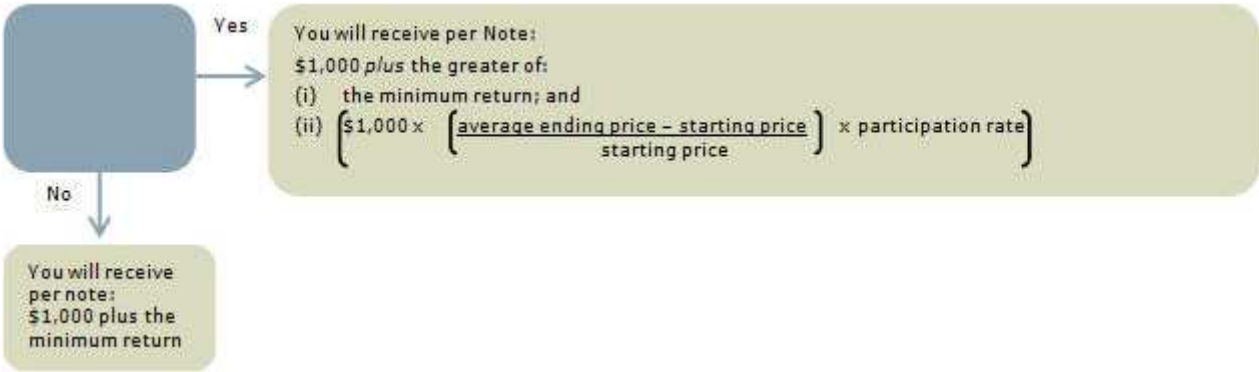 Yes
You will receive per Note:
$1,000 plus the greater of:
(i) the minimum return; and
(ii) ($1,000 x (average ending price – starting price) x participation rate)
starting price
No
You will receive
per note:
$1,000 plus the
minimum return